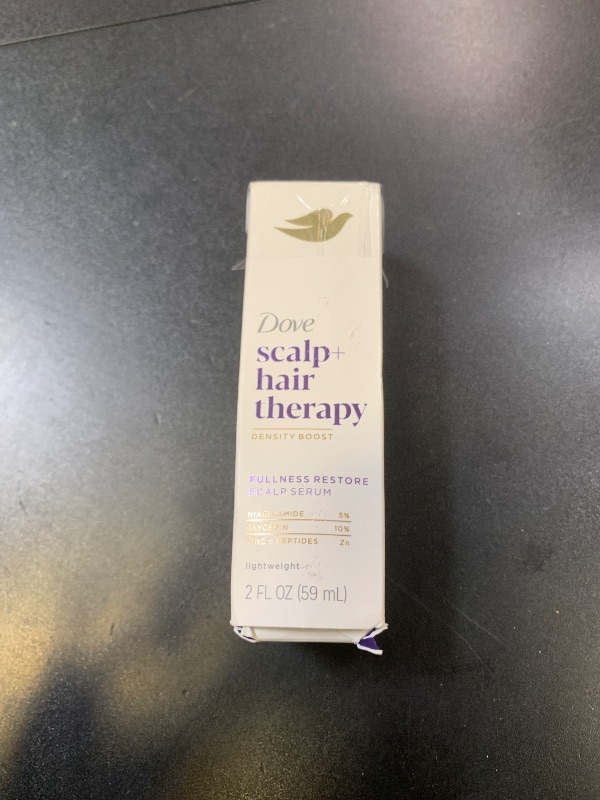 Dove
scalp+
hair
therapy
DENSITY BOOST
FULLNESS RESTORE
SCALP SERUM
NIACINAMIDE 5%
GLYCERIN 10%
ZINC + PEPTIDES Zn
lightweight
2 FL OZ (59 mL)